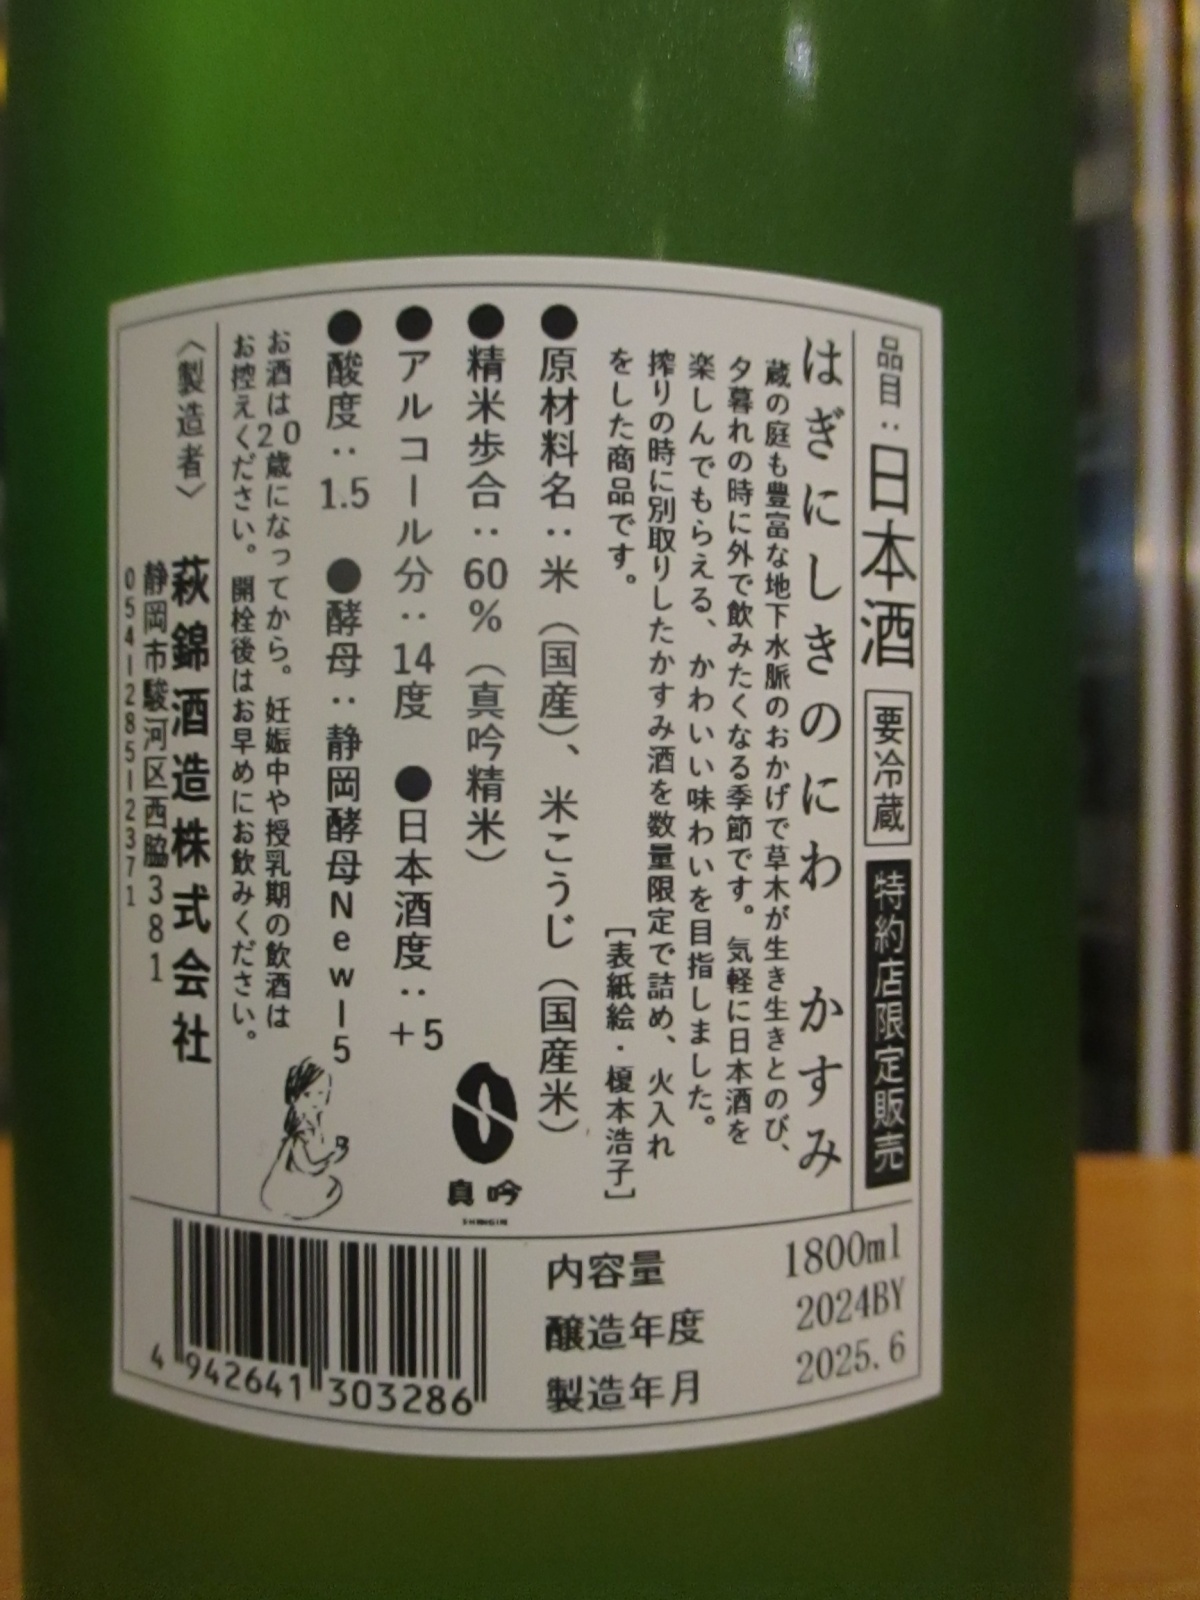 品目：日本酒 要冷蔵 特約店限定販売
はぎにしきのにわ かすみ
蔵の庭も豊富な地下水脈のおかげで草木が生き生きとのび、
夕暮れの時に外で飲みたくなる季節です。気軽に日本酒を
楽しんでもらえる、かわいい味わいを目指しました。
搾りの時に別取りしたかすみ酒を数量限定で詰め、火入れ
をした商品です。
［表紙絵・榎本浩子］
●原材料名：米（国産）、米こうじ（国産米）
●精米歩合：60％（真吟精米）
●アルコール分：14度 ●日本酒度：＋5
●酸度：1.5 ●酵母：静岡酵母New-5
真吟
SHINGIN
お酒は20歳になってから。妊娠中や授乳期の飲酒は
お控えください。開栓後はお早めにお飲みください。
〈製造者〉 萩錦酒造株式会社
静岡市駿河区西脇381
054-285-2371
内容量 1800ml
醸造年度 2024BY
製造年月 2025.6
4 942641 303286